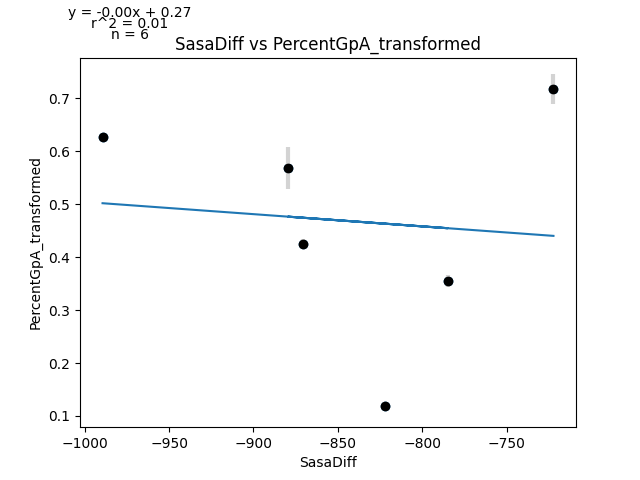 y = -0.00x + 0.27
r^2 = 0.01
n = 6
SasaDiff vs PercentGpA_transformed
PercentGpA_transformed
0.7
0.6
0.5
0.4
0.3
0.2
0.1
−1000 −950 −900 −850 −800 −750
SasaDiff